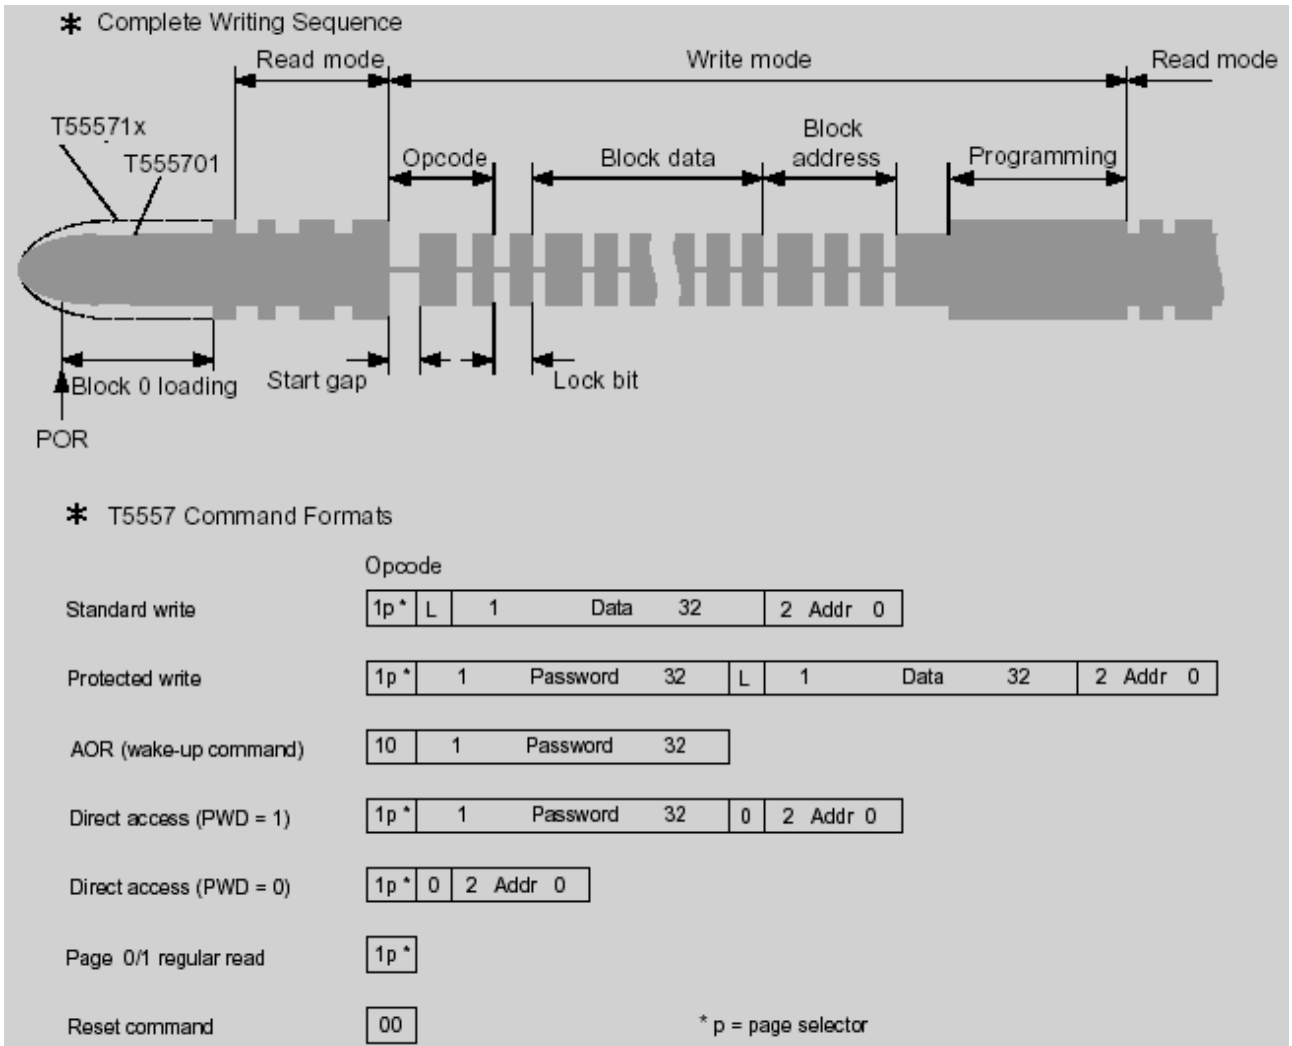 * Complete Writing Sequence
Read mode Write mode Read mode
T55571x
T555701
Opcode Block data Block address Programming
Block 0 loading Start gap Lock bit
POR
* T5557 Command Formats
Opcode
Standard write 1p * L 1 Data 32 2 Addr 0
Protected write 1p * 1 Password 32 L 1 Data 32 2 Addr 0
AOR (wake-up command) 10 1 Password 32
Direct access (PWD = 1) 1p * 1 Password 32 0 2 Addr 0
Direct access (PWD = 0) 1p * 0 2 Addr 0
Page 0/1 regular read 1p *
Reset command 00 * p = page selector